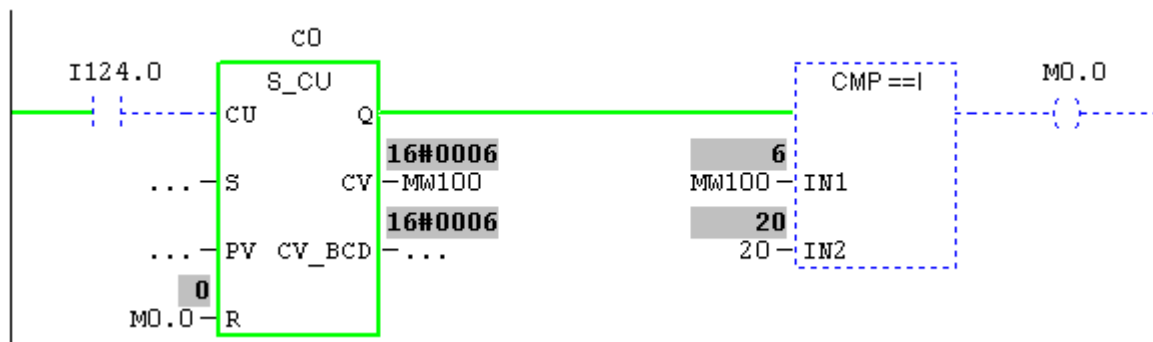 C0
I124.0 S_CU CMP ==I M0.0
CU Q
16#0006 6
... S CV MW100 MW100 IN1
16#0006 20
... PV CV_BCD ... 20 IN2
0
M0.0 R